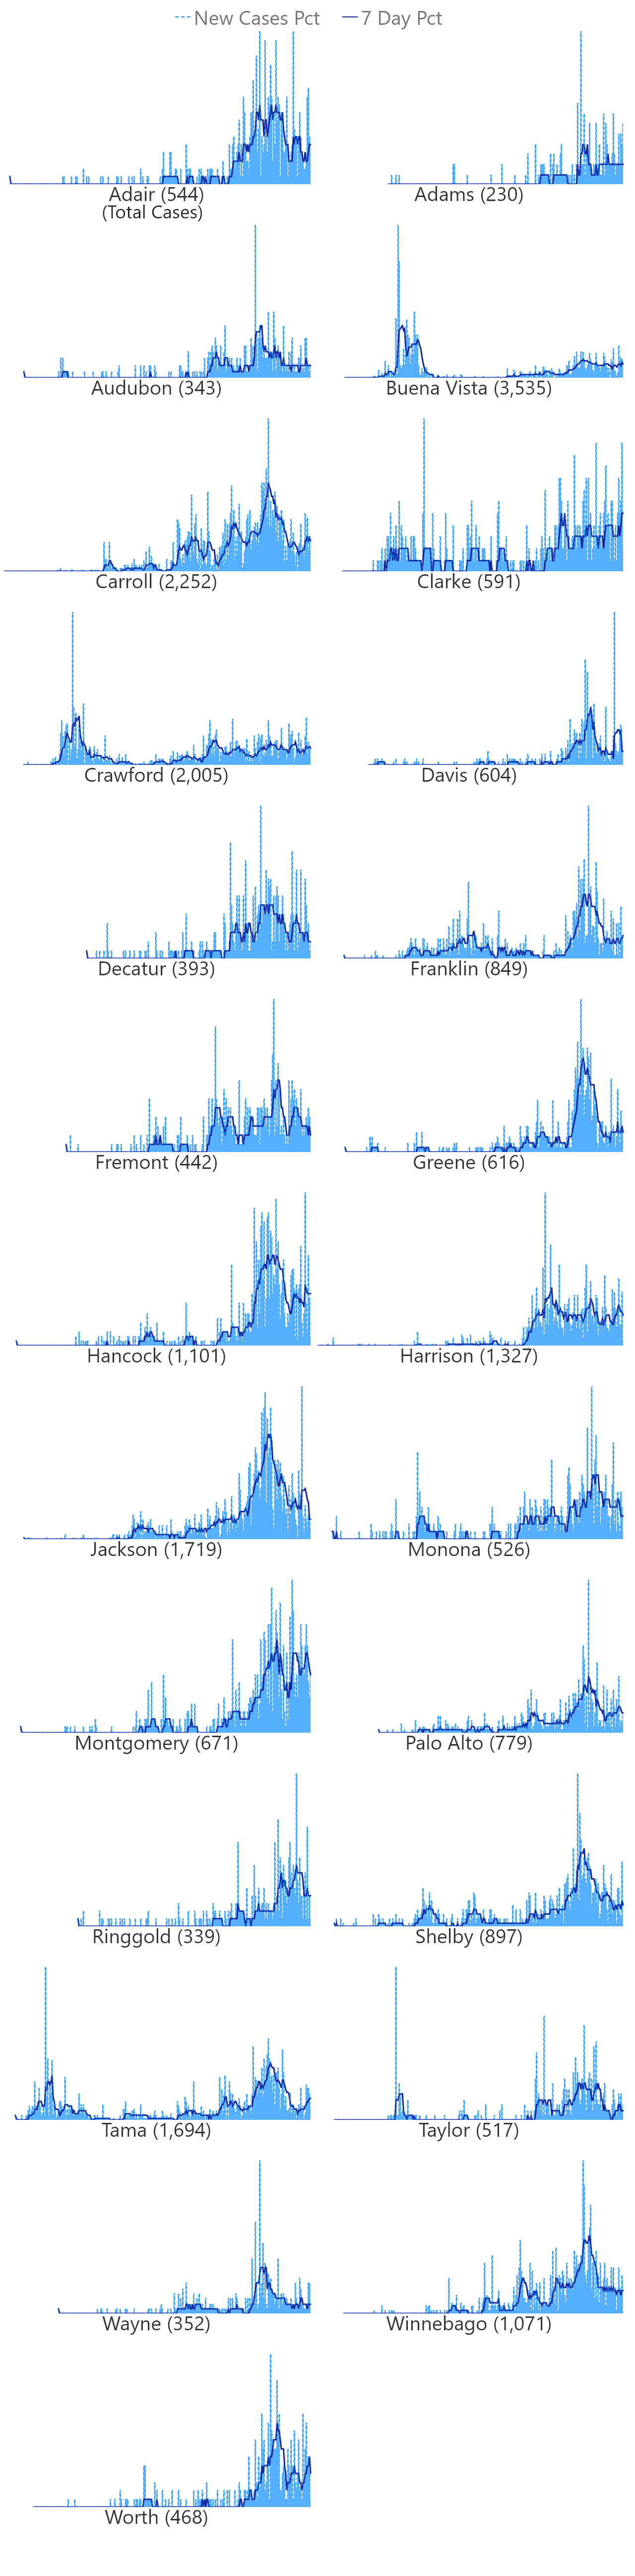 New Cases Pct 7 Day Pct
Adair (544) Adams (230)
(Total Cases)
Audubon (343) Buena Vista (3,535)
Carroll (2,252) Clarke (591)
Crawford (2,005) Davis (604)
Decatur (393) Franklin (849)
Fremont (442) Greene (616)
Hancock (1,101) Harrison (1,327)
Jackson (1,719) Monona (526)
Montgomery (671) Palo Alto (779)
Ringgold (339) Shelby (897)
Tama (1,694) Taylor (517)
Wayne (352) Winnebago (1,071)
Worth (468)